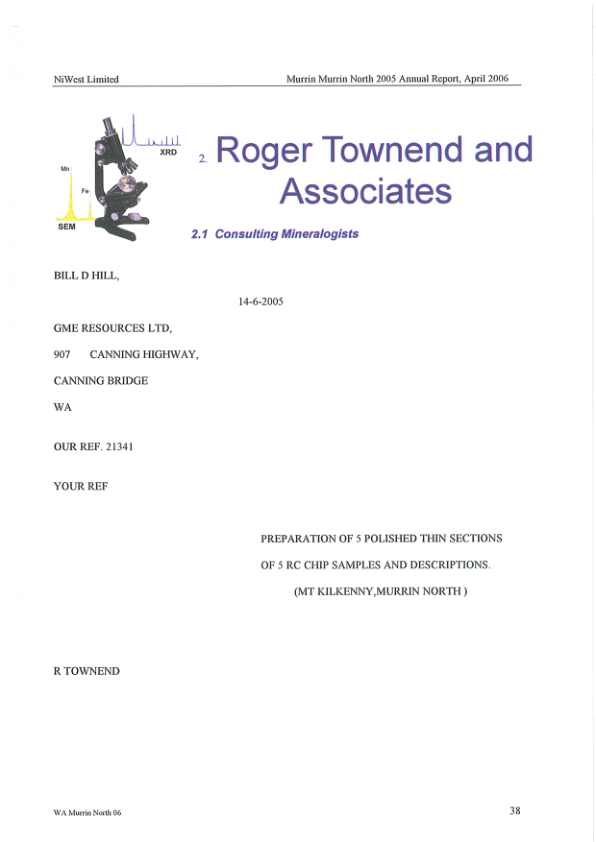 NiWest Limited Murrin Murrin North 2005 Annual Report, April 2006
XRD
Mn
Fe
SEM
2. Roger Townend and
Associates
2.1 Consulting Mineralogists
BILL D HILL,
14-6-2005
GME RESOURCES LTD,
907 CANNING HIGHWAY,
CANNING BRIDGE
WA
OUR REF. 21341
YOUR REF
PREPARATION OF 5 POLISHED THIN SECTIONS
OF 5 RC CHIP SAMPLES AND DESCRIPTIONS.
(MT KILKENNY,MURRIN NORTH )
R TOWNEND
WA Murrin North 06 38